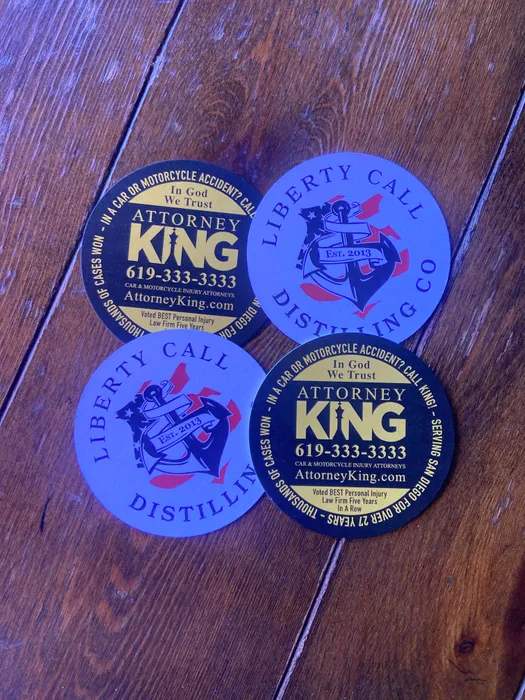 IN A CAR OR MOTORCYCLE ACCIDENT? CALL
In God
We Trust
ATTORNEY
KING
619-333-3333
CAR & MOTORCYCLE INJURY ATTORNEYS
AttorneyKing.com
Voted BEST Personal Injury
Law Firm Five Years
SAN DIEGO FOR
THOUSANDS OF CASES WON -
LIBERTY CALL
Est. 2013
DISTILLING CO
LIBERTY CALL
Est. 2013
DISTILLIN
IN A CAR OR MOTORCYCLE ACCIDENT? CALL KING! - SERVING SAN DIEGO FOR OVER 27 YEARS - THOUSANDS OF CASES WON -
In God
We Trust
ATTORNEY
KING
619-333-3333
CAR & MOTORCYCLE INJURY ATTORNEYS
AttorneyKing.com
Voted BEST Personal Injury
Law Firm Five Years
In A Row